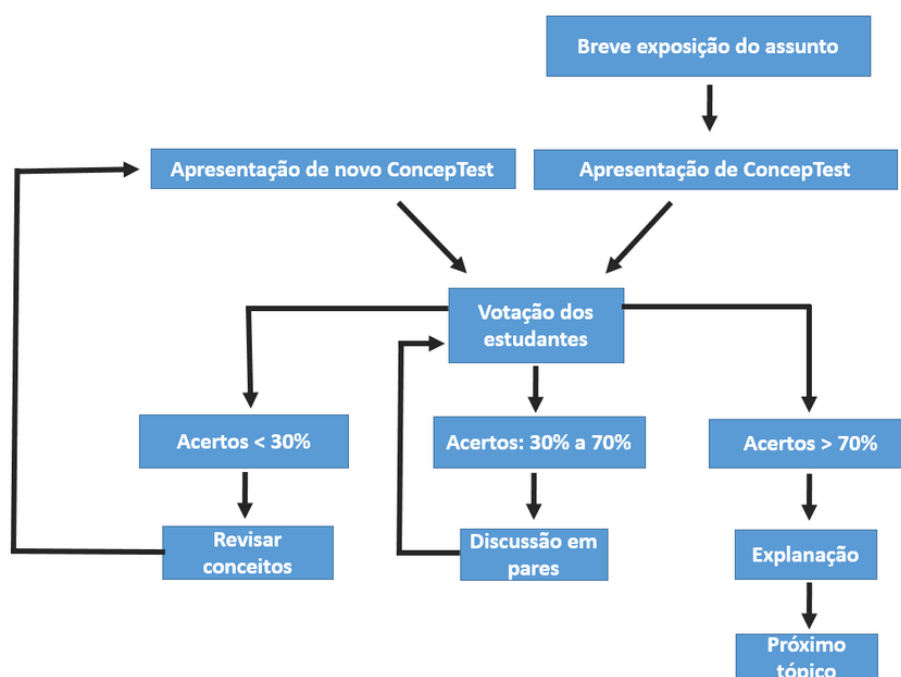 Breve exposição do assunto
Apresentação de novo ConcepTest
Apresentação de ConcepTest
Votação dos
estudantes
Acertos < 30%
Acertos: 30% a 70%
Acertos > 70%
Revisar
conceitos
Discussão em
pares
Explanação
Próximo
tópico